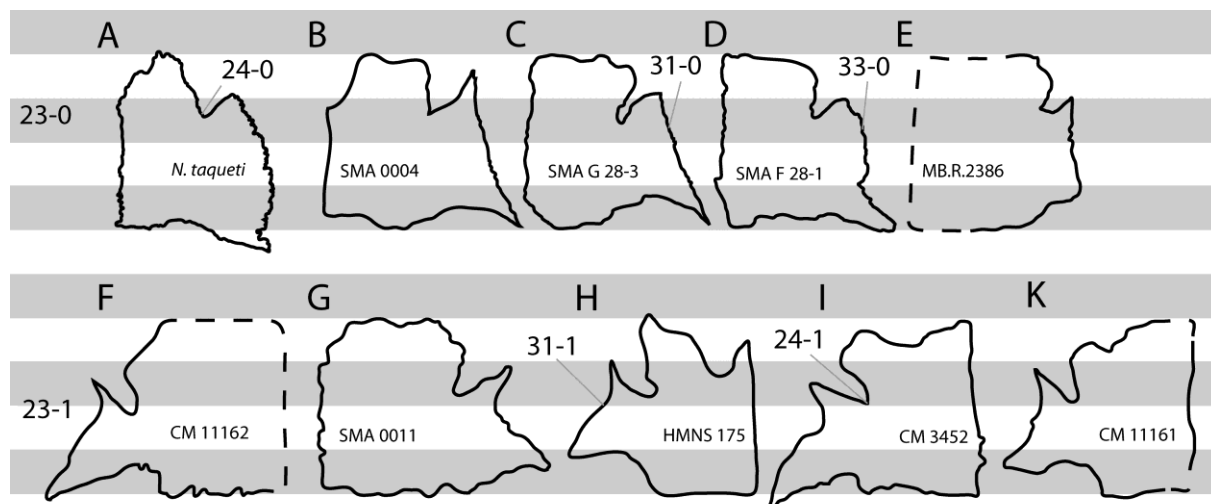 A B C D E
24-0 31-0 33-0
23-0
N. taqueti SMA 0004 SMA G 28-3 SMA F 28-1 MB.R.2386
F G H I K
31-1 24-1
23-1
CM 11162 SMA 0011 HMNS 175 CM 3452 CM 11161